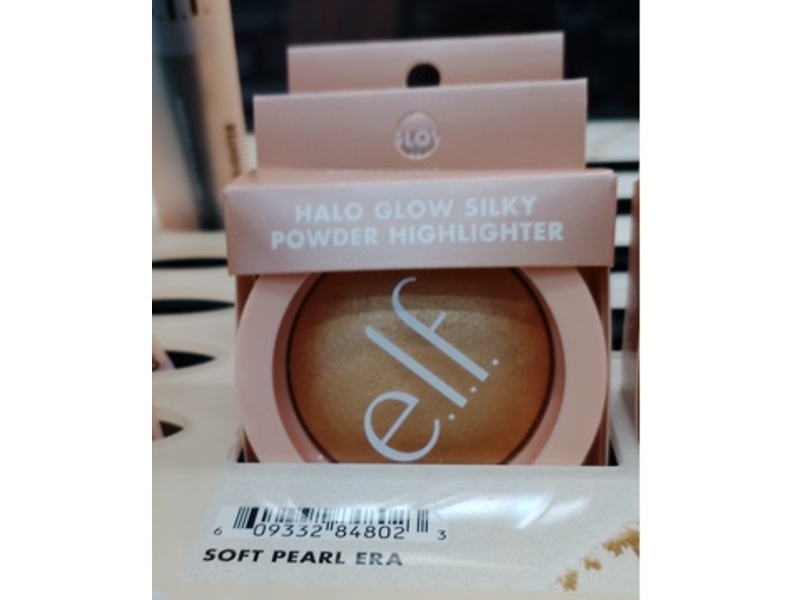 HALO GLOW SILKY
POWDER HIGHLIGHTER
e.l.f.
6 09332 84802 3
SOFT PEARL ERA